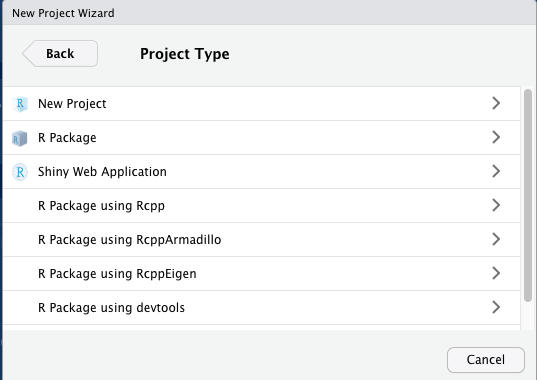 New Project Wizard
Back
Project Type
R New Project
R Package
R Shiny Web Application
R Package using Rcpp
R Package using RcppArmadillo
R Package using RcppEigen
R Package using devtools
Cancel